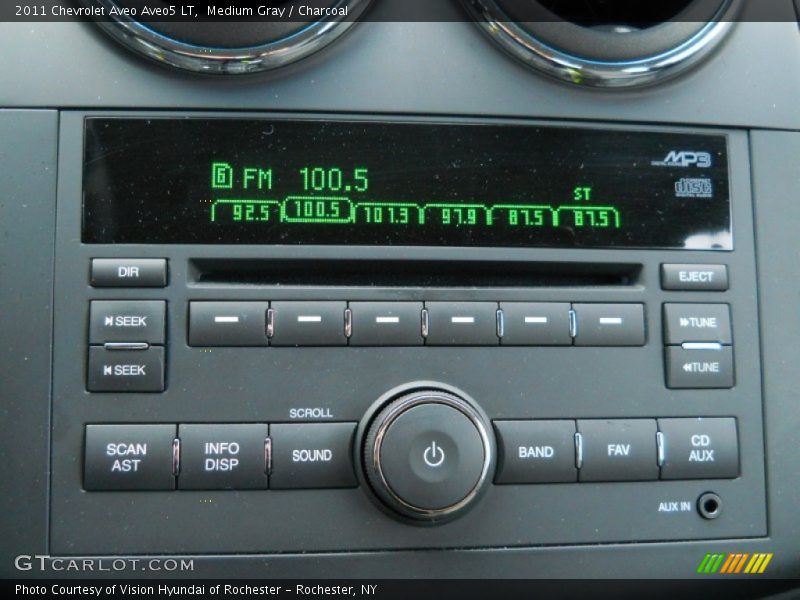 2011 Chevrolet Aveo Aveo5 LT, Medium Gray / Charcoal
MP3
6 FM 100.5
ST
disc
92.5 100.5 101.3 97.9 87.5 87.5
DIR
EJECT
SEEK
TUNE
SEEK
TUNE
SCROLL
SCAN AST
INFO DISP
SOUND
BAND
FAV
CD AUX
AUX IN
GTCARLOT.COM
Photo Courtesy of Vision Hyundai of Rochester – Rochester, NY